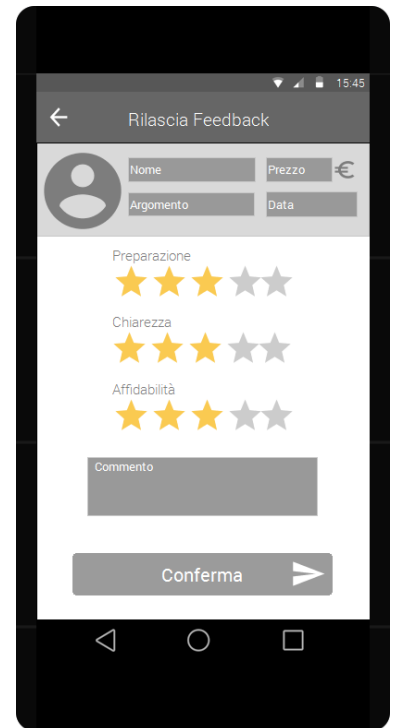 15:45
Rilascia Feedback
Nome
Prezzo €
Argomento
Data
Preparazione
Chiarezza
Affidabilità
Commento
Conferma